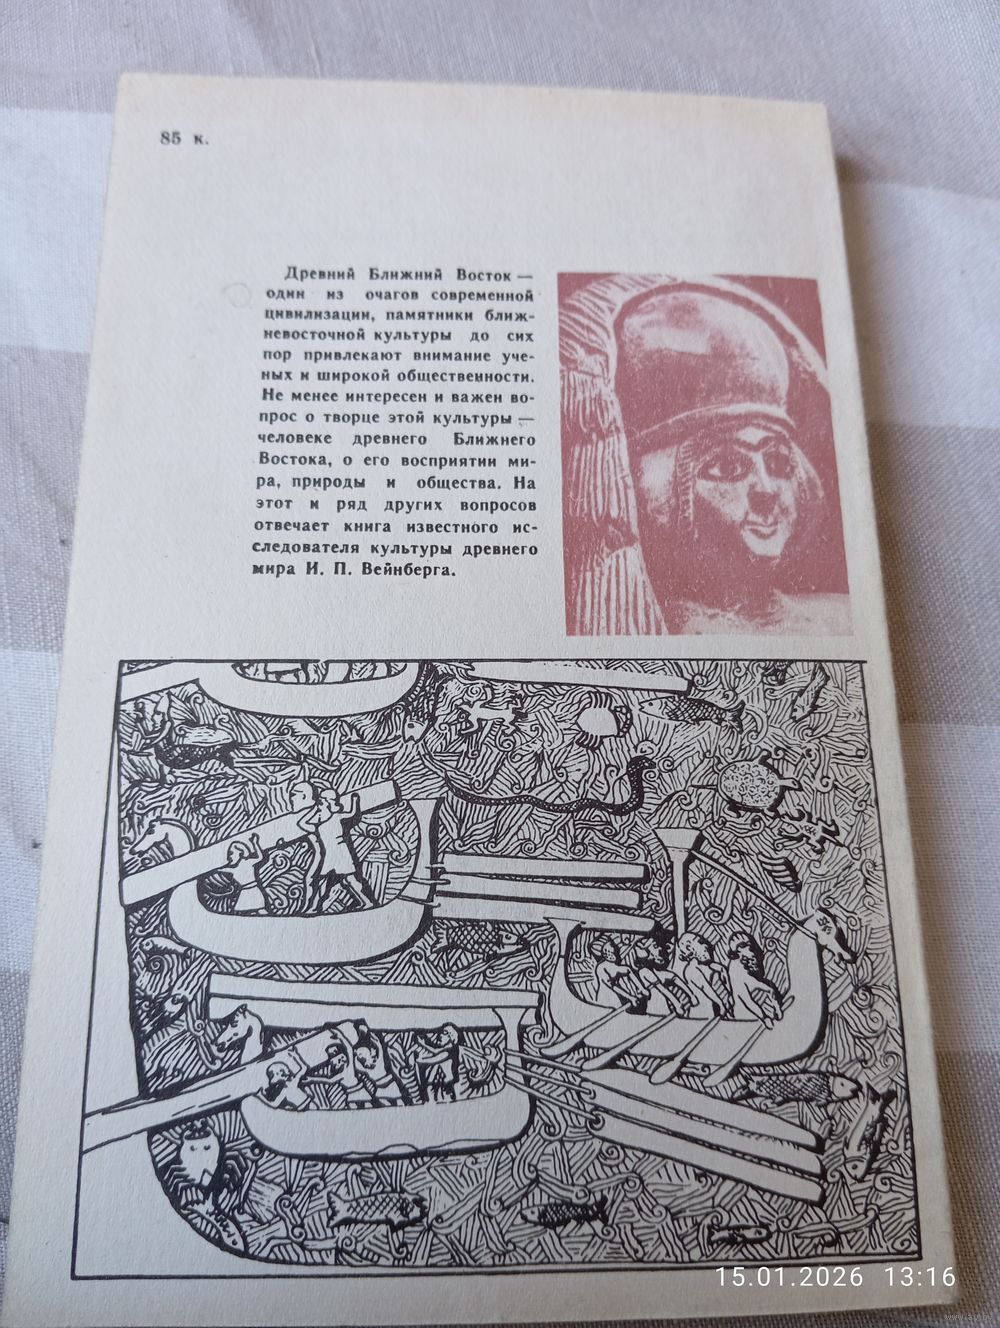 85 к.
Древний Ближний Восток —
один из очагов современной
цивилизации, памятники ближ-
невосточной культуры до сих
пор привлекают внимание уче-
ных и широкой общественности.
Не менее интересен и важен во-
прос о творце этой культуры —
человеке древнего Ближнего
Востока, о его восприятии ми-
ра, природы и общества. На
этот и ряд других вопросов
отвечает книга известного ис-
следователя культуры древнего
мира И. П. Вейнберга.
15.01.2026 13:16